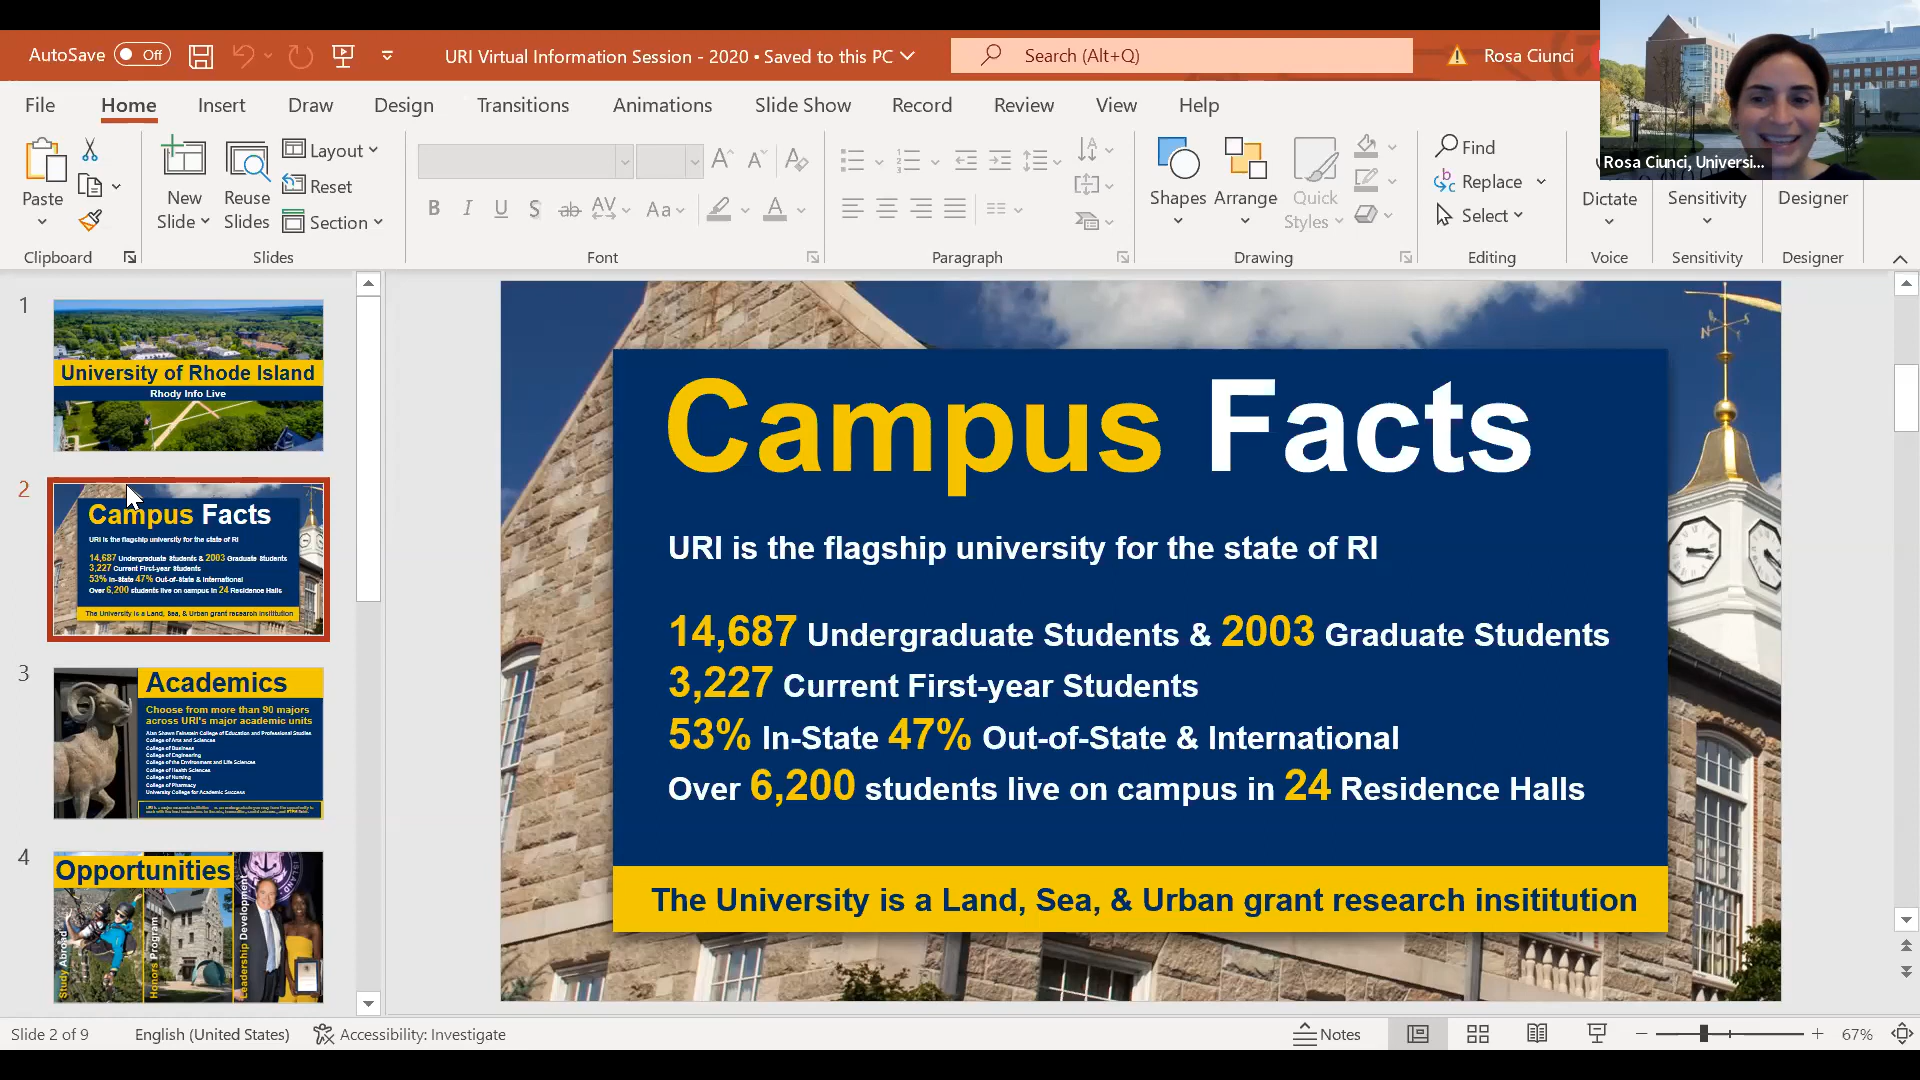 AutoSave Off
URI Virtual Information Session - 2020 • Saved to this PC
Search (Alt+Q)
Rosa Ciunci
Rosa Ciunci, Universi...
File Home Insert Draw Design Transitions Animations Slide Show Record Review View Help
Paste
New
Slide
Reuse
Slides
Layout
Reset
Section
B I U S ab AV Aa A
Shapes
Arrange
Quick
Styles
Find
Replace
Select
Dictate
Sensitivity
Designer
Clipboard Slides Font Paragraph Drawing Editing Voice Sensitivity Designer
1
University of Rhode Island
Rhody Info Live
2
Campus Facts
URI is the flagship university for the state of RI
14,687 Undergraduate Students & 2003 Graduate Students
3,227 Current First-year Students
53% In-State 47% Out-of-State & International
Over 6,200 students live on campus in 24 Residence Halls
The University is a Land, Sea, & Urban grant research insititution
3
Academics
Choose from more than 90 majors
across URI's major academic units
Alan Shawn Feinstein College of Education and Professional Studies
College of Arts and Sciences
College of Business
College of Engineering
College of the Environment and Life Sciences
College of Health Sciences
College of Nursing
College of Pharmacy
University College for Academic Success
4
Opportunities
Study Abroad
Honors Program
Leadership Development
Campus Facts
URI is the flagship university for the state of RI
14,687 Undergraduate Students & 2003 Graduate Students
3,227 Current First-year Students
53% In-State 47% Out-of-State & International
Over 6,200 students live on campus in 24 Residence Halls
The University is a Land, Sea, & Urban grant research insititution
Slide 2 of 9
English (United States)
Accessibility: Investigate
Notes
67%